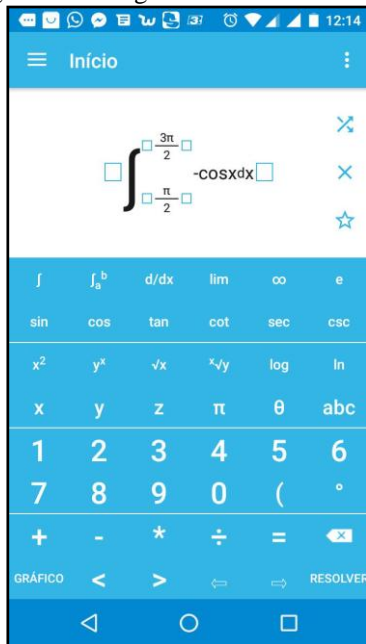 12:14
Início
∫ 3π/2 π/2 -cosxdx
∫ ∫ₐᵇ d/dx lim ∞ e
sin cos tan cot sec csc
x² yˣ √x ˣ√y log ln
x y z π θ abc
1 2 3 4 5 6
7 8 9 0 ( °
+ - * ÷ =
GRÁFICO < > ⇦ ⇨ RESOLVER